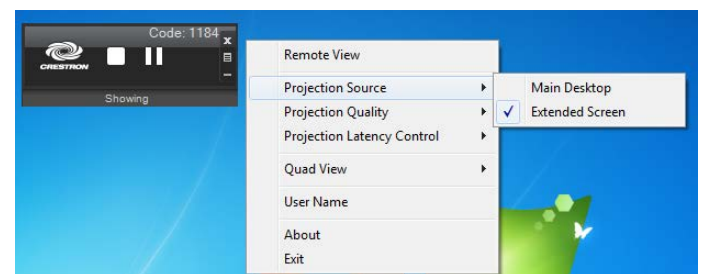 Code: 1184
CRESTRON
Showing
Remote View
Projection Source
Projection Quality
Projection Latency Control
Quad View
User Name
About
Exit
Main Desktop
Extended Screen